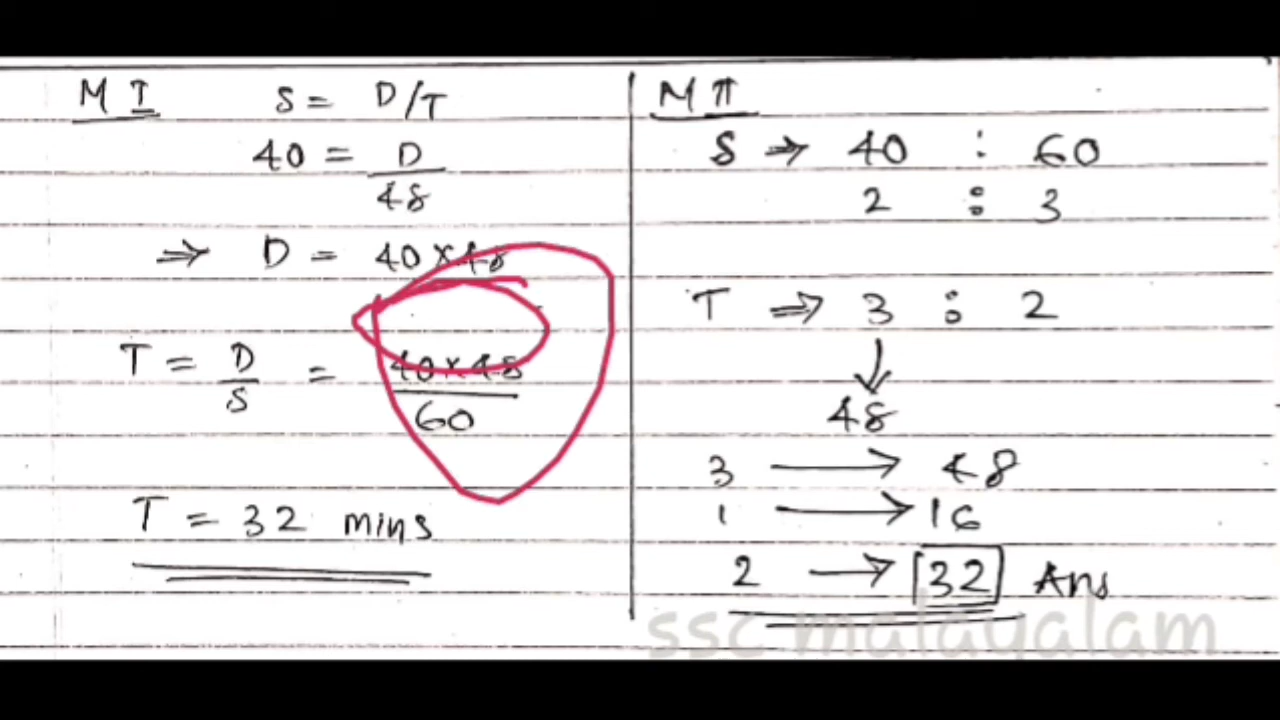 M I
S = D/T
40 = D
48
⇒ D = 40×48
T = D = 40×48
S 60
T = 32 mins
M II
S ⇒ 40 : 60
2 : 3
T ⇒ 3 : 2
↓
48
3 → 48
1 → 16
2 → 32 Ans
ssc malayalam